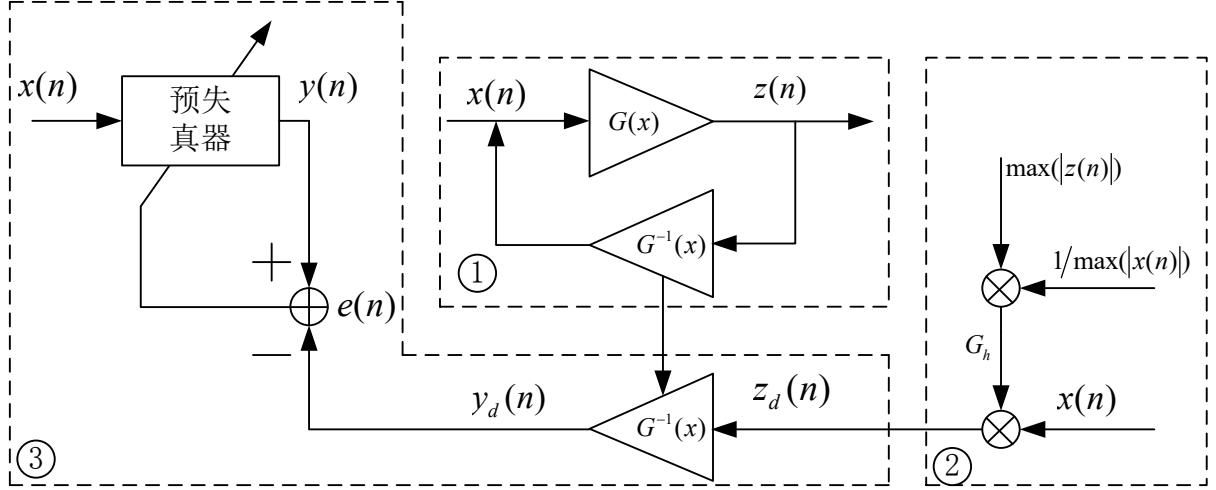 x(n)
预失
真器
y(n)
+
e(n)
—
③
x(n)
G(x)
z(n)
G⁻¹(x)
①
y_d(n)
G⁻¹(x)
z_d(n)
max(|z(n)|)
1/max(|x(n)|)
G_h
x(n)
②